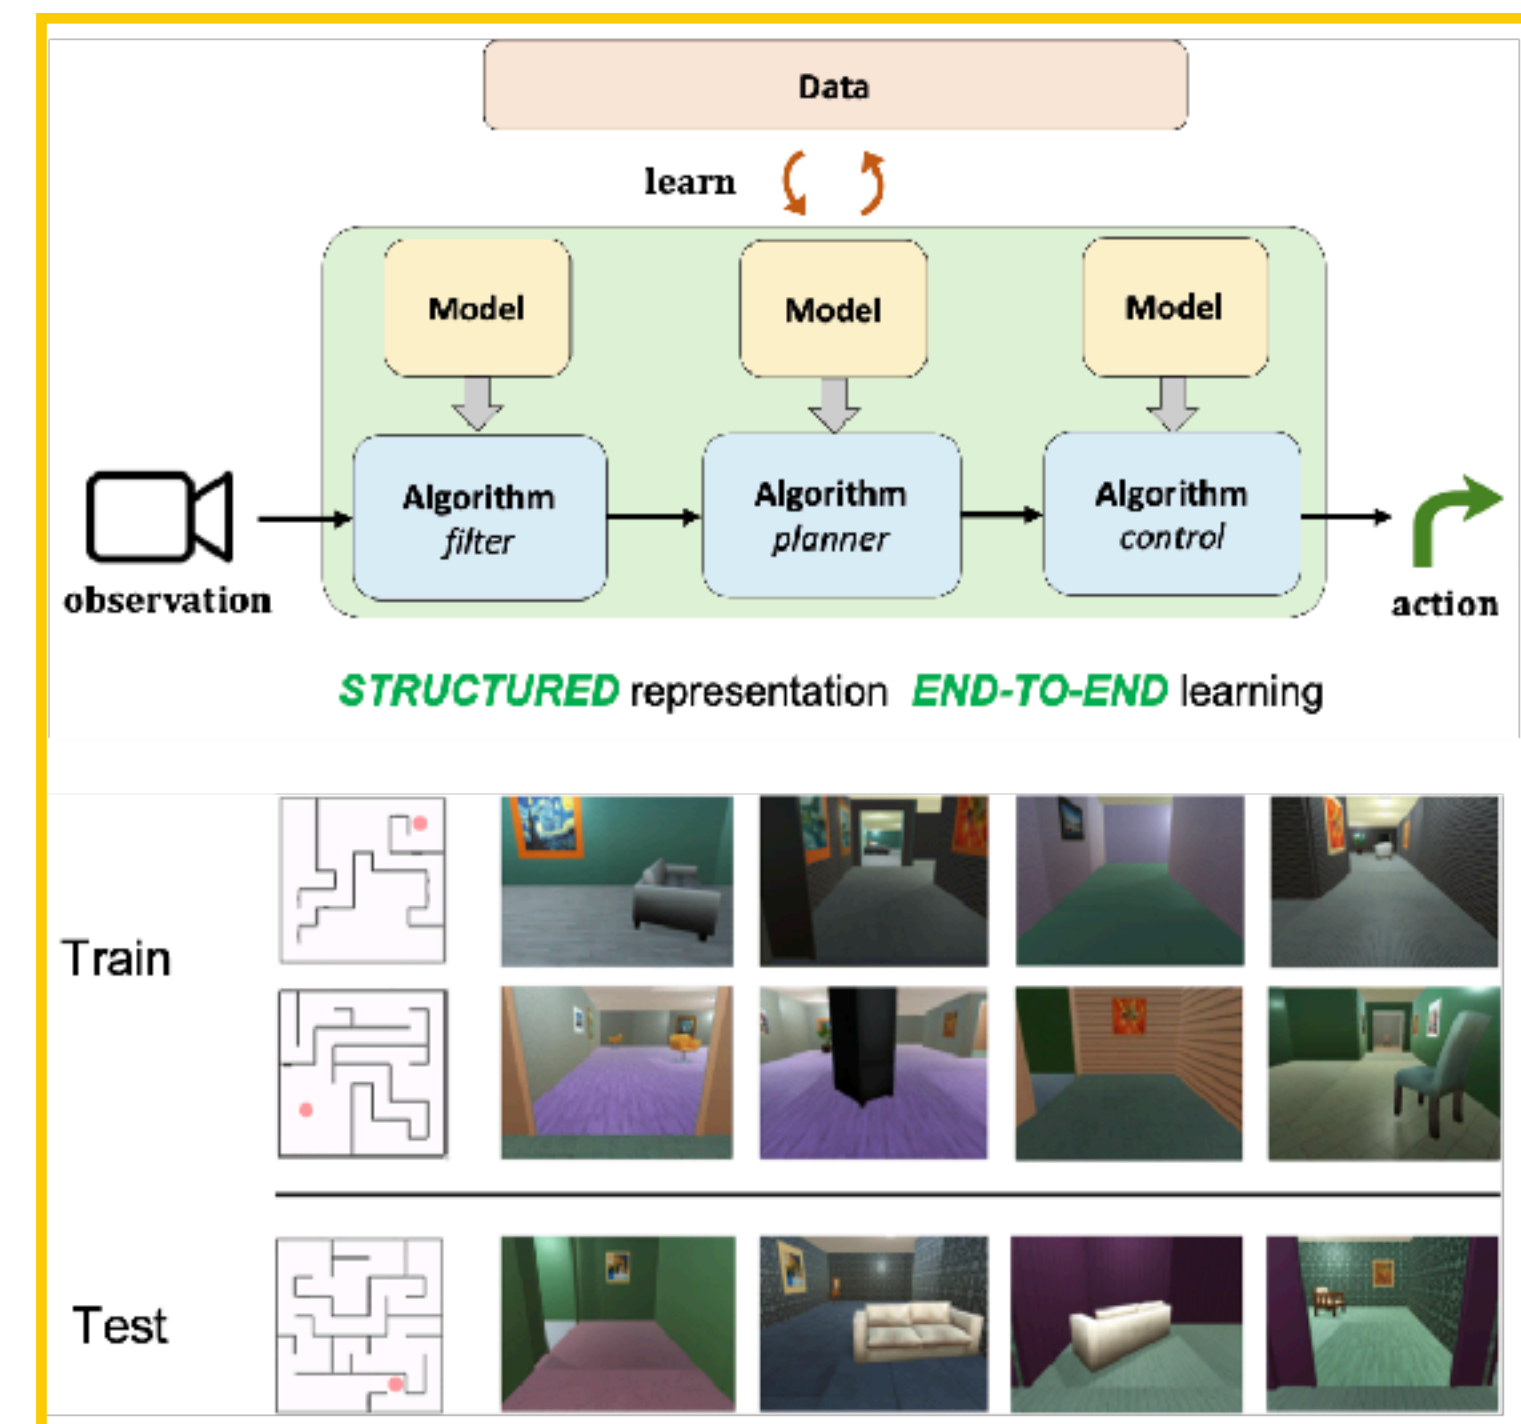 Data
learn
Model Model Model
Algorithm Algorithm Algorithm
filter planner control
observation
action
STRUCTURED representation END-TO-END learning
Train
Test